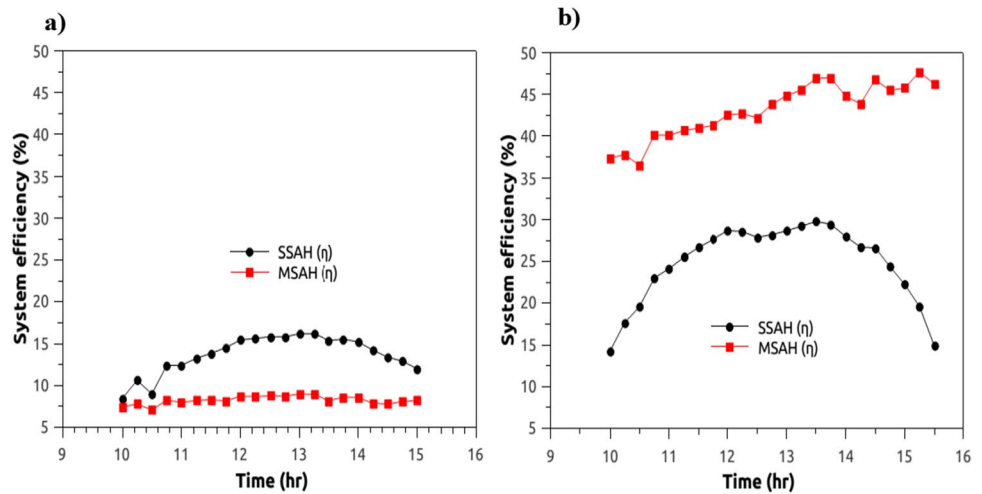 a)
50
45
40
35
30
25
20
15
10
5
System efficiency (%)
SSAH (η)
MSAH (η)
9 10 11 12 13 14 15 16
Time (hr)
b)
50
45
40
35
30
25
20
15
10
5
System efficiency (%)
SSAH (η)
MSAH (η)
9 10 11 12 13 14 15 16
Time (hr)